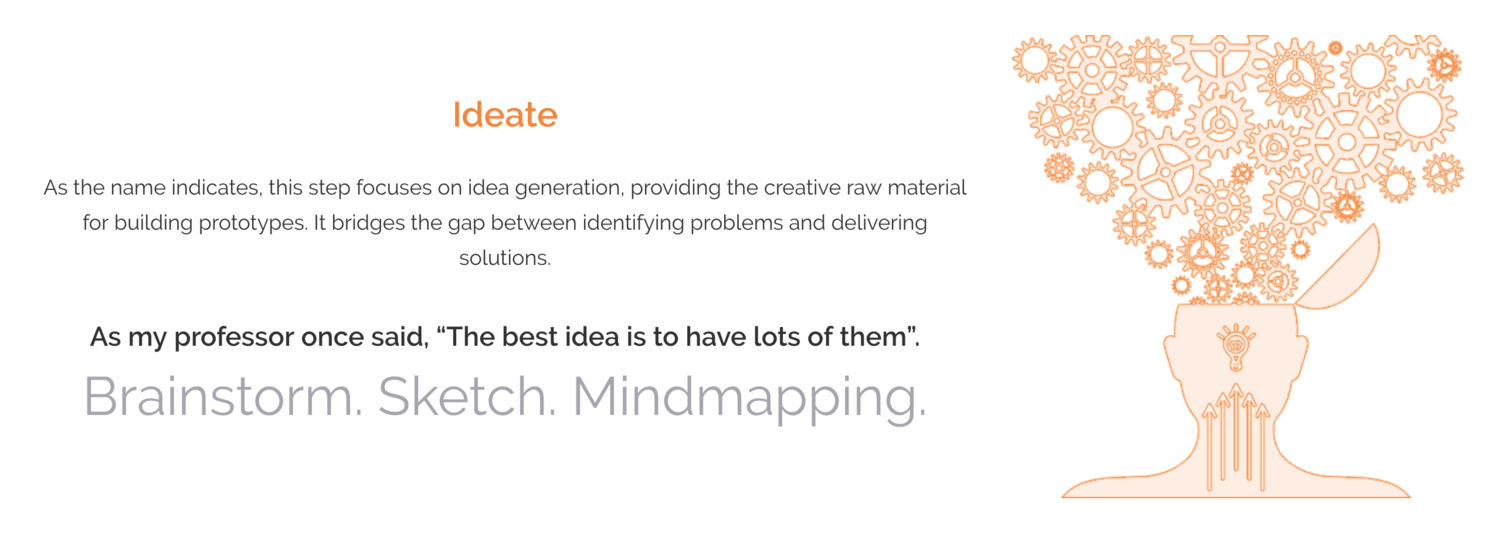 Ideate
As the name indicates, this step focuses on idea generation, providing the creative raw material
for building prototypes. It bridges the gap between identifying problems and delivering
solutions.
As my professor once said, “The best idea is to have lots of them”.
Brainstorm. Sketch. Mindmapping.